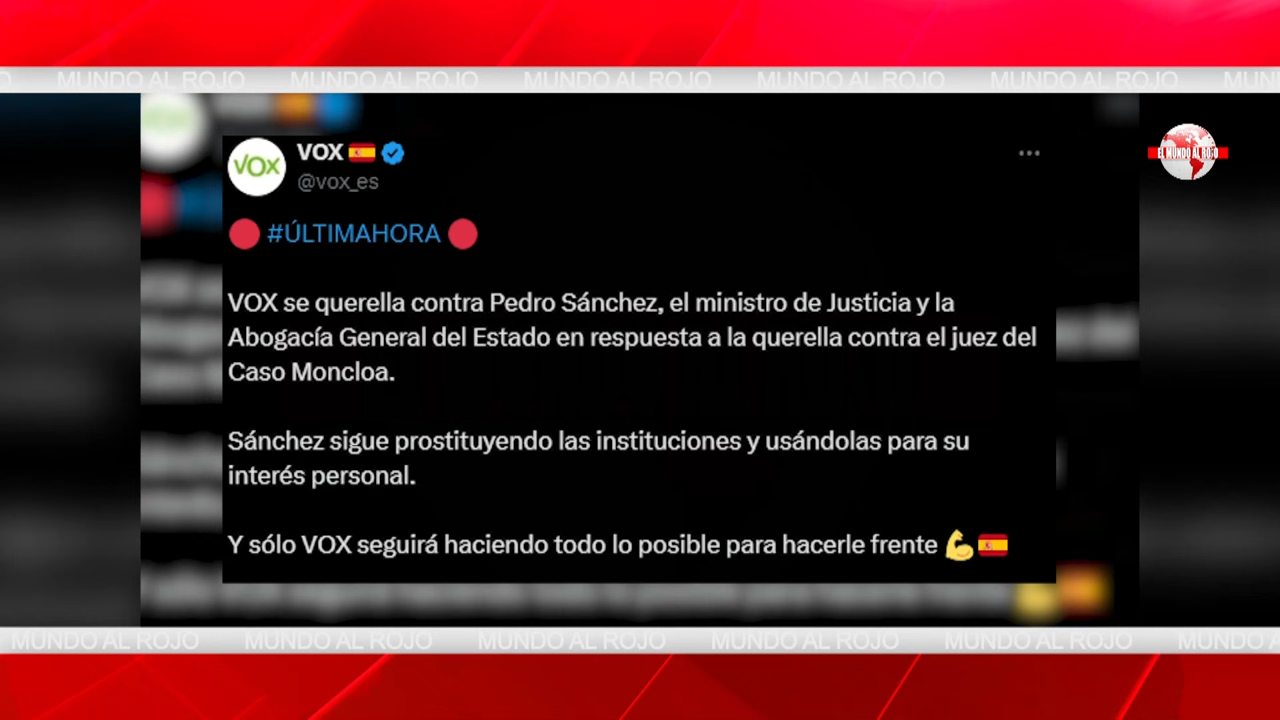 MUNDO AL ROJO MUNDO AL ROJO MUNDO AL ROJO MUNDO AL ROJO MUNDO AL ROJO
EL MUNDO AL ROJO
VOX
VOX 🇪🇸
@vox_es
🔴 #ÚLTIMAHORA 🔴
VOX se querella contra Pedro Sánchez, el ministro de Justicia y la
Abogacía General del Estado en respuesta a la querella contra el juez del
Caso Moncloa.
Sánchez sigue prostituyendo las instituciones y usándolas para su
interés personal.
Y sólo VOX seguirá haciendo todo lo posible para hacerle frente 💪🇪🇸
MUNDO AL ROJO MUNDO AL ROJO MUNDO AL ROJO MUNDO AL ROJO MUNDO AL ROJO MUNDO AL